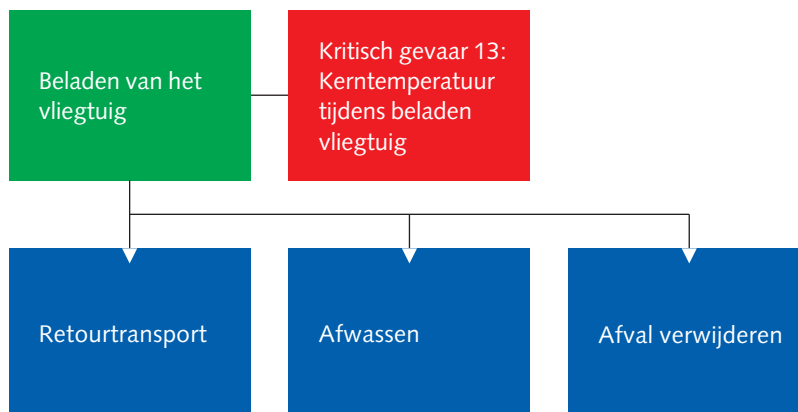 Beladen van het
vliegtuig
Kritisch gevaar 13:
Kerntemperatuur
tijdens beladen
vliegtuig
Retourtransport
Afwassen
Afval verwijderen